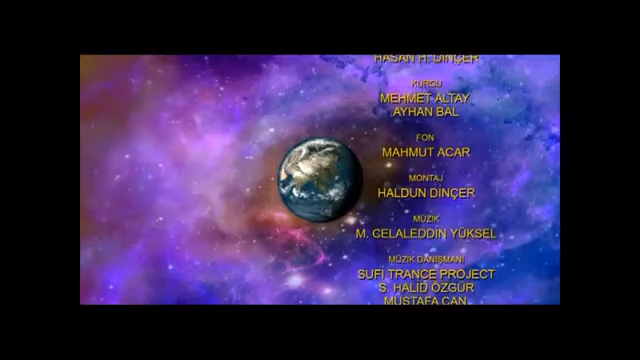 HASAN H. DİNÇER
KURGU
MEHMET ALTAY
AYHAN BAL
FON
MAHMUT ACAR
MONTAJ
HALDUN DİNÇER
MÜZİK
M. CELALEDDİN YÜKSEL
MÜZİK DANIŞMANI
SUFİ TRANCE PROJECT
S. HALİD ÖZGÜR
MUSTAFA CAN